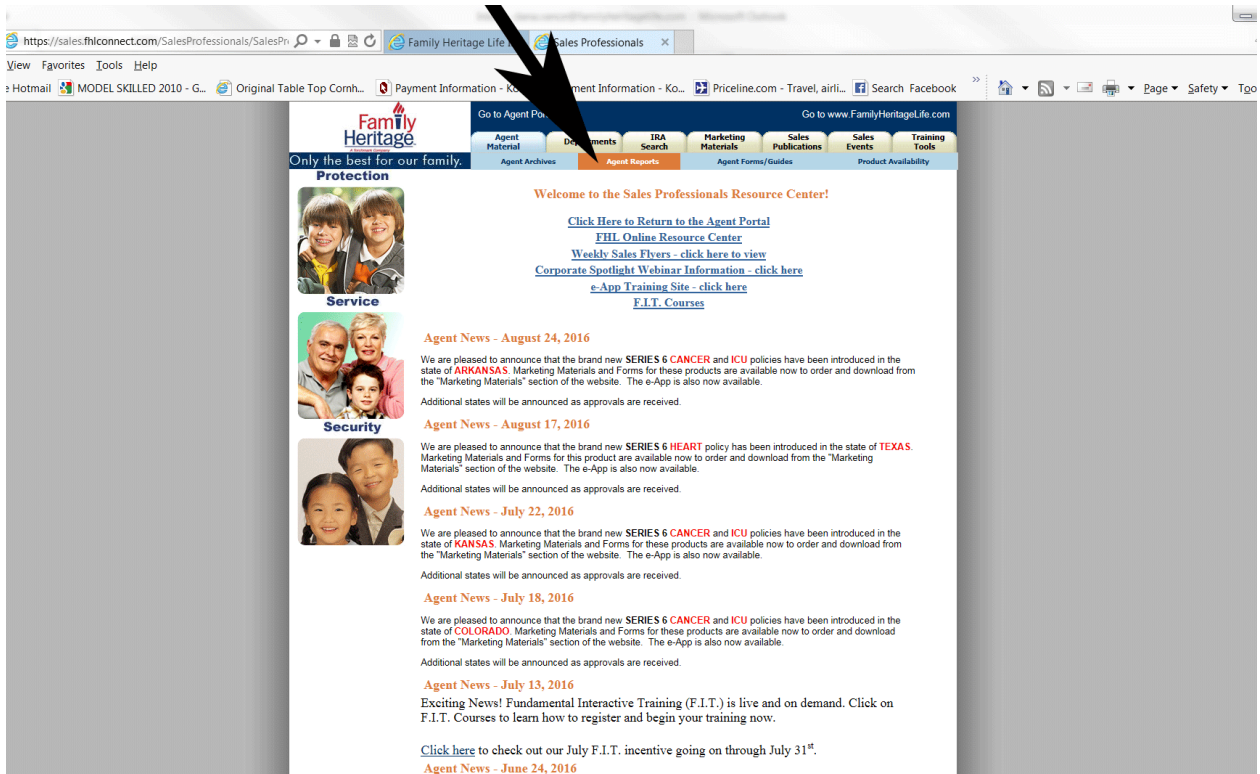 https://sales.fhlconnect.com/SalesProfessionals/SalesPr
Family Heritage Life
Sales Professionals
View Favorites Tools Help
Hotmail MODEL SKILLED 2010 - G... Original Table Top Cornh... Payment Information - Ko... ment Information - Ko... Priceline.com - Travel, airli... Search Facebook
Page Safety
Family
Heritage
Only the best for our family.
Go to Agent Po
Go to www.FamilyHeritageLife.com
Agent Material
IRA Search
Marketing Materials
Sales Publications
Sales Events
Training Tools
Agent Archives
Agent Reports
Agent Forms/Guides
Product Availability
Protection
Service
Security
Welcome to the Sales Professionals Resource Center!
Click Here to Return to the Agent Portal
FHL Online Resource Center
Weekly Sales Flyers - click here to view
Corporate Spotlight Webinar Information - click here
e-App Training Site - click here
F.I.T. Courses
Agent News - August 24, 2016
We are pleased to announce that the brand new SERIES 6 CANCER and ICU policies have been introduced in the
state of ARKANSAS. Marketing Materials and Forms for these products are available now to order and download from
the "Marketing Materials" section of the website. The e-App is also now available.
Additional states will be announced as approvals are received.
Agent News - August 17, 2016
We are pleased to announce that the brand new SERIES 6 HEART policy has been introduced in the state of TEXAS.
Marketing Materials and Forms for this product are available now to order and download from the "Marketing
Materials" section of the website. The e-App is also now available.
Additional states will be announced as approvals are received.
Agent News - July 22, 2016
We are pleased to announce that the brand new SERIES 6 CANCER and ICU policies have been introduced in the
state of KANSAS. Marketing Materials and Forms for these products are available now to order and download from
the "Marketing Materials" section of the website. The e-App is also now available.
Additional states will be announced as approvals are received.
Agent News - July 18, 2016
We are pleased to announce that the brand new SERIES 6 CANCER and ICU policies have been introduced in the
state of COLORADO. Marketing Materials and Forms for these products are available now to order and download
from the "Marketing Materials" section of the website. The e-App is also now available.
Additional states will be announced as approvals are received.
Agent News - July 13, 2016
Exciting News! Fundamental Interactive Training (F.I.T.) is live and on demand. Click on
F.I.T. Courses to learn how to register and begin your training now.
Click here to check out our July F.I.T. incentive going on through July 31st.
Agent News - June 24, 2016